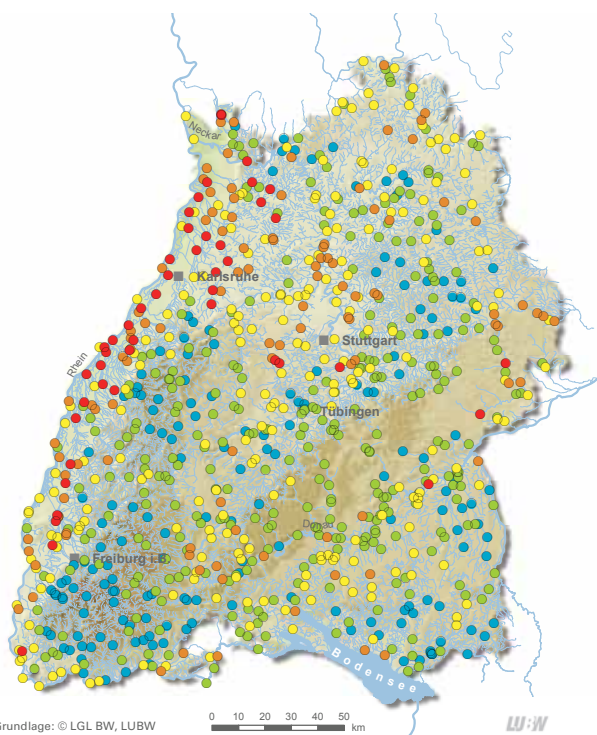 Neckar
Karlsruhe
Rhein
Stuttgart
Tübingen
Donau
Freiburg i.B.
Bodensee
Grundlage: © LGL BW, LUBW
0 10 20 30 40 50 km
LUBW